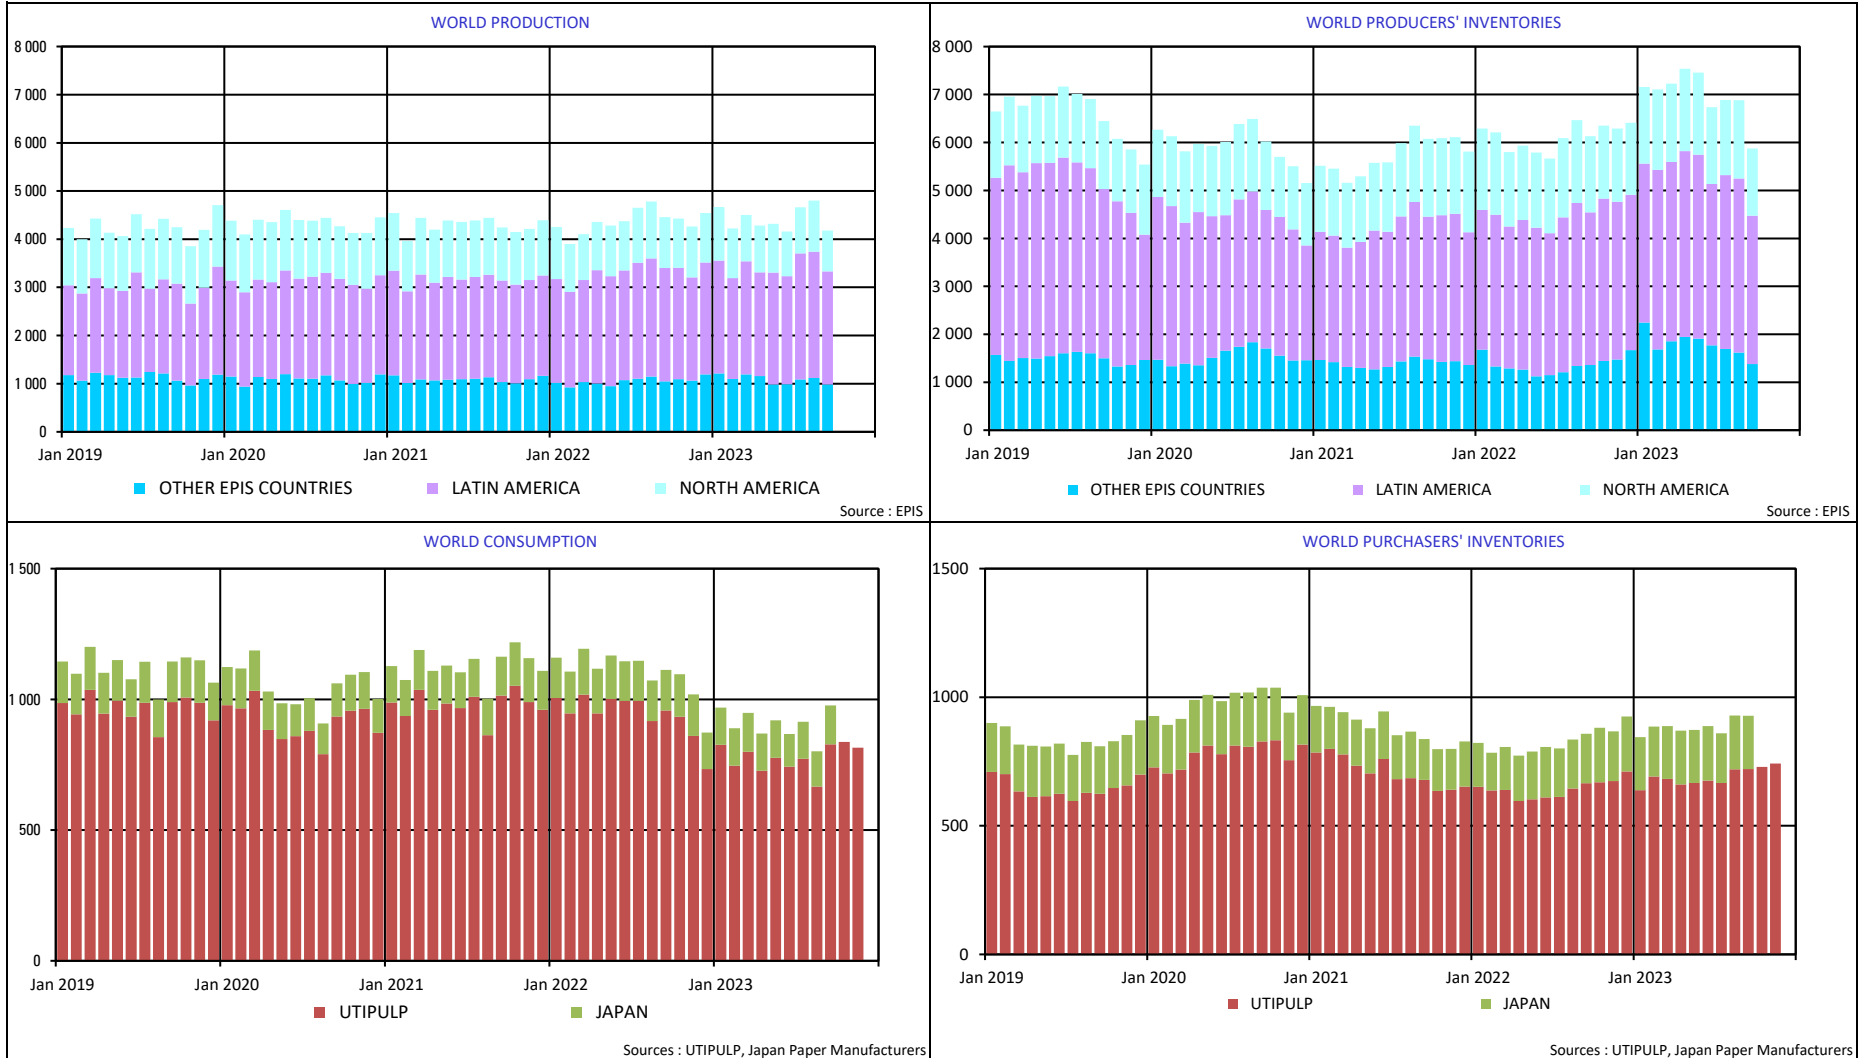 WORLD PRODUCTION
8 000
7 000
6 000
5 000
4 000
3 000
2 000
1 000
0
Jan 2019 Jan 2020 Jan 2021 Jan 2022 Jan 2023
OTHER EPIS COUNTRIES LATIN AMERICA NORTH AMERICA
Source : EPIS
WORLD PRODUCERS' INVENTORIES
8 000
7 000
6 000
5 000
4 000
3 000
2 000
1 000
0
Jan 2019 Jan 2020 Jan 2021 Jan 2022 Jan 2023
OTHER EPIS COUNTRIES LATIN AMERICA NORTH AMERICA
Source : EPIS
WORLD CONSUMPTION
1 500
1 000
500
0
Jan 2019 Jan 2020 Jan 2021 Jan 2022 Jan 2023
UTIPULP JAPAN
Sources : UTIPULP, Japan Paper Manufacturers
WORLD PURCHASERS' INVENTORIES
1500
1000
500
0
Jan 2019 Jan 2020 Jan 2021 Jan 2022 Jan 2023
UTIPULP JAPAN
Sources : UTIPULP, Japan Paper Manufacturers